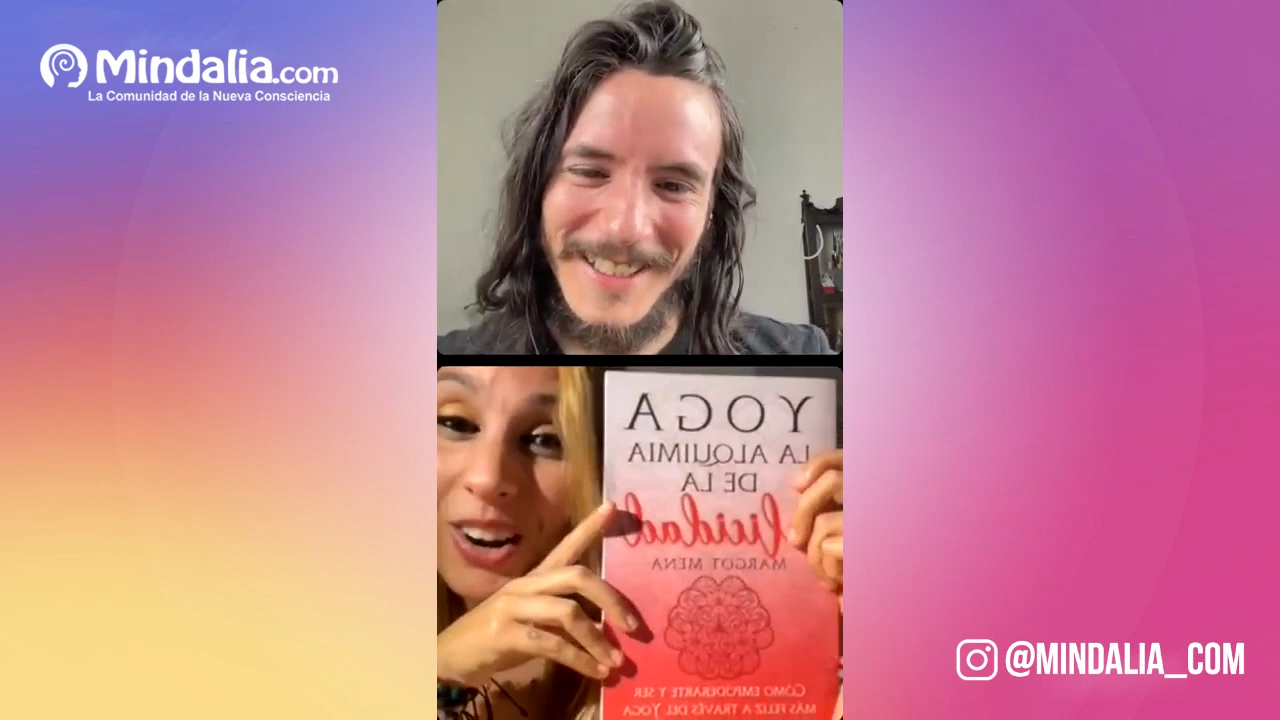 Mindalia.com
La Comunidad de la Nueva Consciencia
YOGA
LA ALQUIMIA
DE LA
licidad
MARGOT MENA
CÓMO EMPODERARTE Y SER
MÁS FELIZ A TRAVÉS DEL YOGA
@MINDALIA_COM